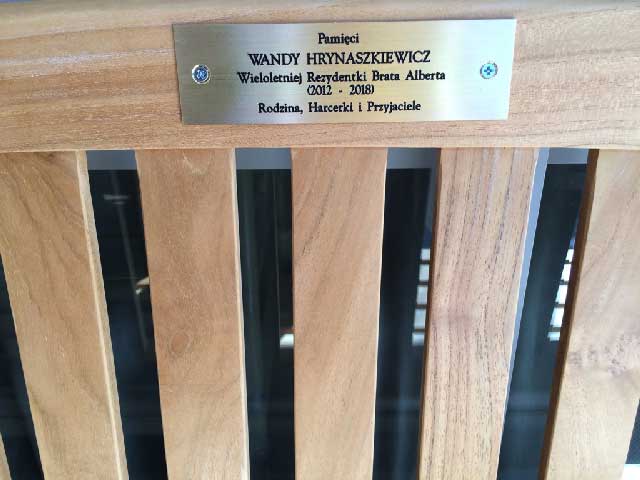 Pamięci
WANDY HRYNASZKIEWICZ
Wieloletniej Rezydentki Brata Alberta
(2012 - 2018)
Rodzina, Harcerki i Przyjaciele